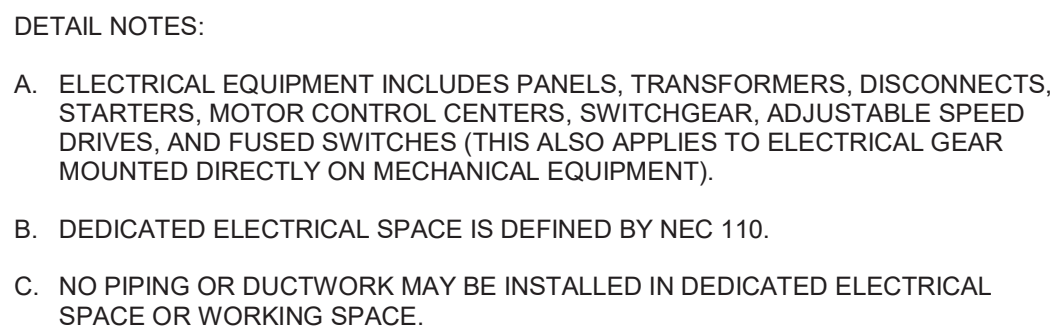 DETAIL NOTES:
A. ELECTRICAL EQUIPMENT INCLUDES PANELS, TRANSFORMERS, DISCONNECTS,
STARTERS, MOTOR CONTROL CENTERS, SWITCHGEAR, ADJUSTABLE SPEED
DRIVES, AND FUSED SWITCHES (THIS ALSO APPLIES TO ELECTRICAL GEAR
MOUNTED DIRECTLY ON MECHANICAL EQUIPMENT).
B. DEDICATED ELECTRICAL SPACE IS DEFINED BY NEC 110.
C. NO PIPING OR DUCTWORK MAY BE INSTALLED IN DEDICATED ELECTRICAL
SPACE OR WORKING SPACE.